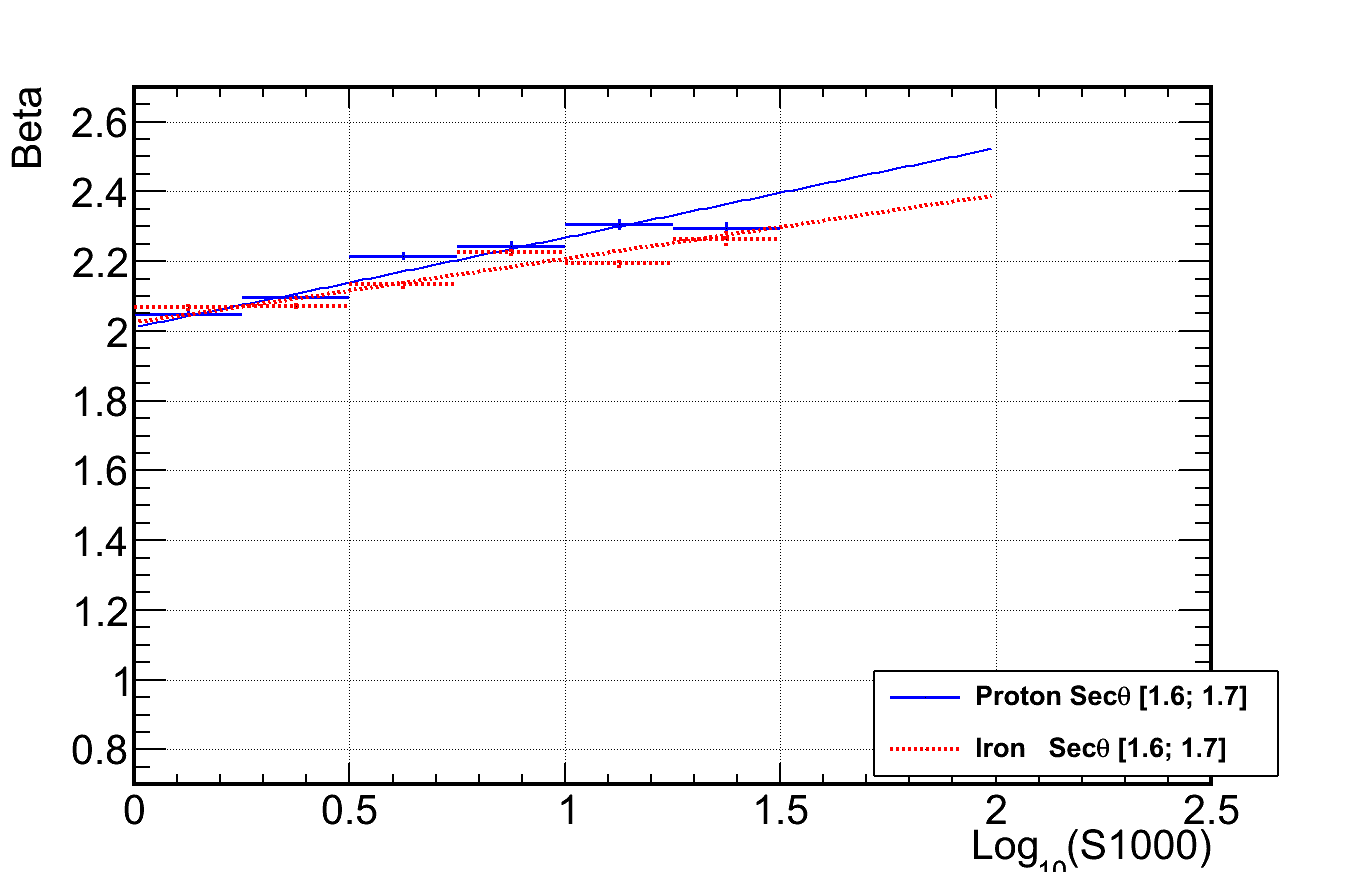 Beta
2.6
2.4
2.2
2
1.8
1.6
1.4
1.2
1
0.8
Proton Secθ [1.6; 1.7]
Iron Secθ [1.6; 1.7]
0 0.5 1 1.5 2 2.5
Log10(S1000)